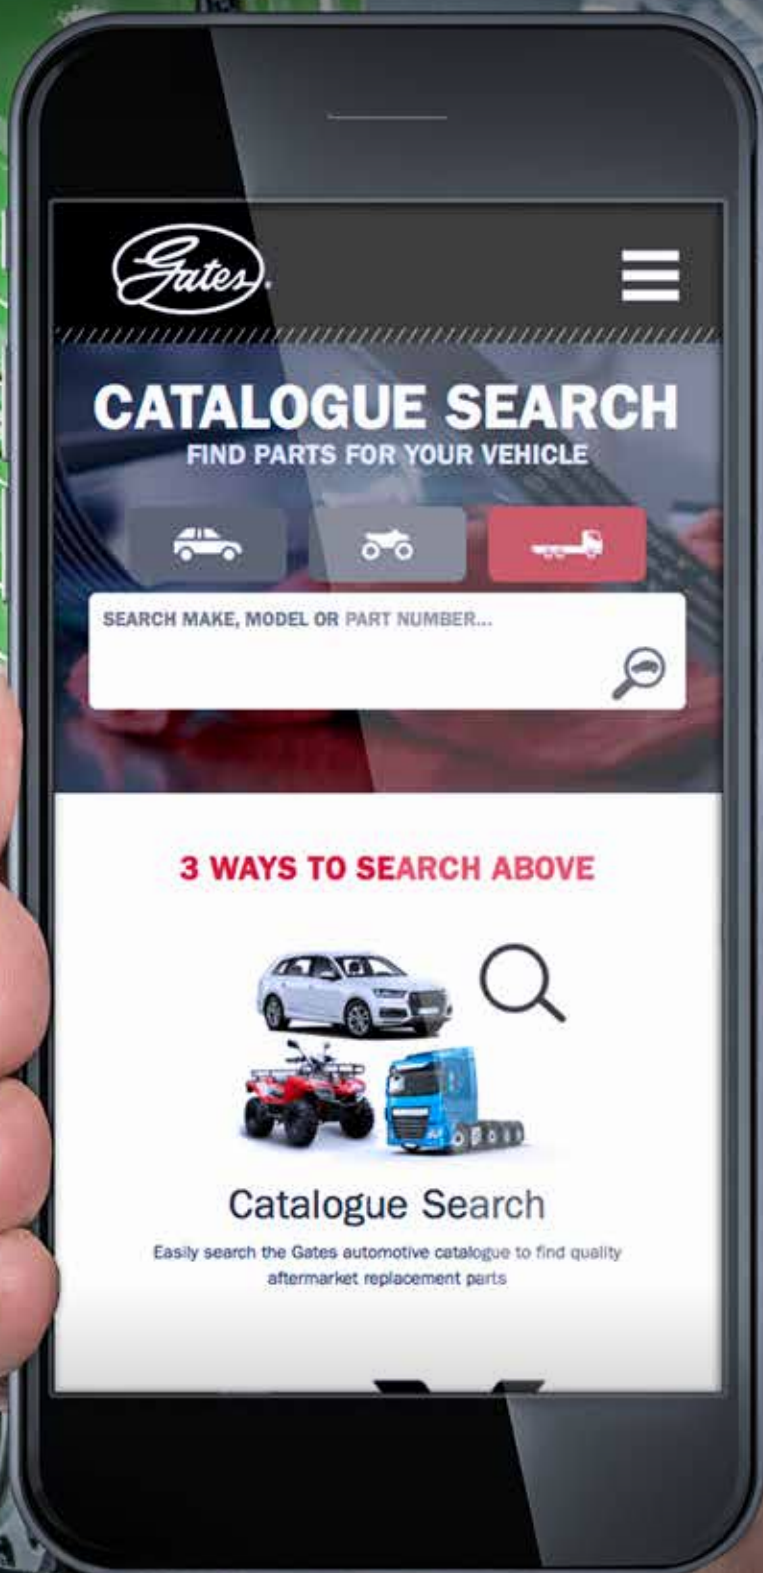 Gates
CATALOGUE SEARCH
FIND PARTS FOR YOUR VEHICLE
SEARCH MAKE, MODEL OR PART NUMBER...
3 WAYS TO SEARCH ABOVE
Catalogue Search
Easily search the Gates automotive catalogue to find quality
aftermarket replacement parts